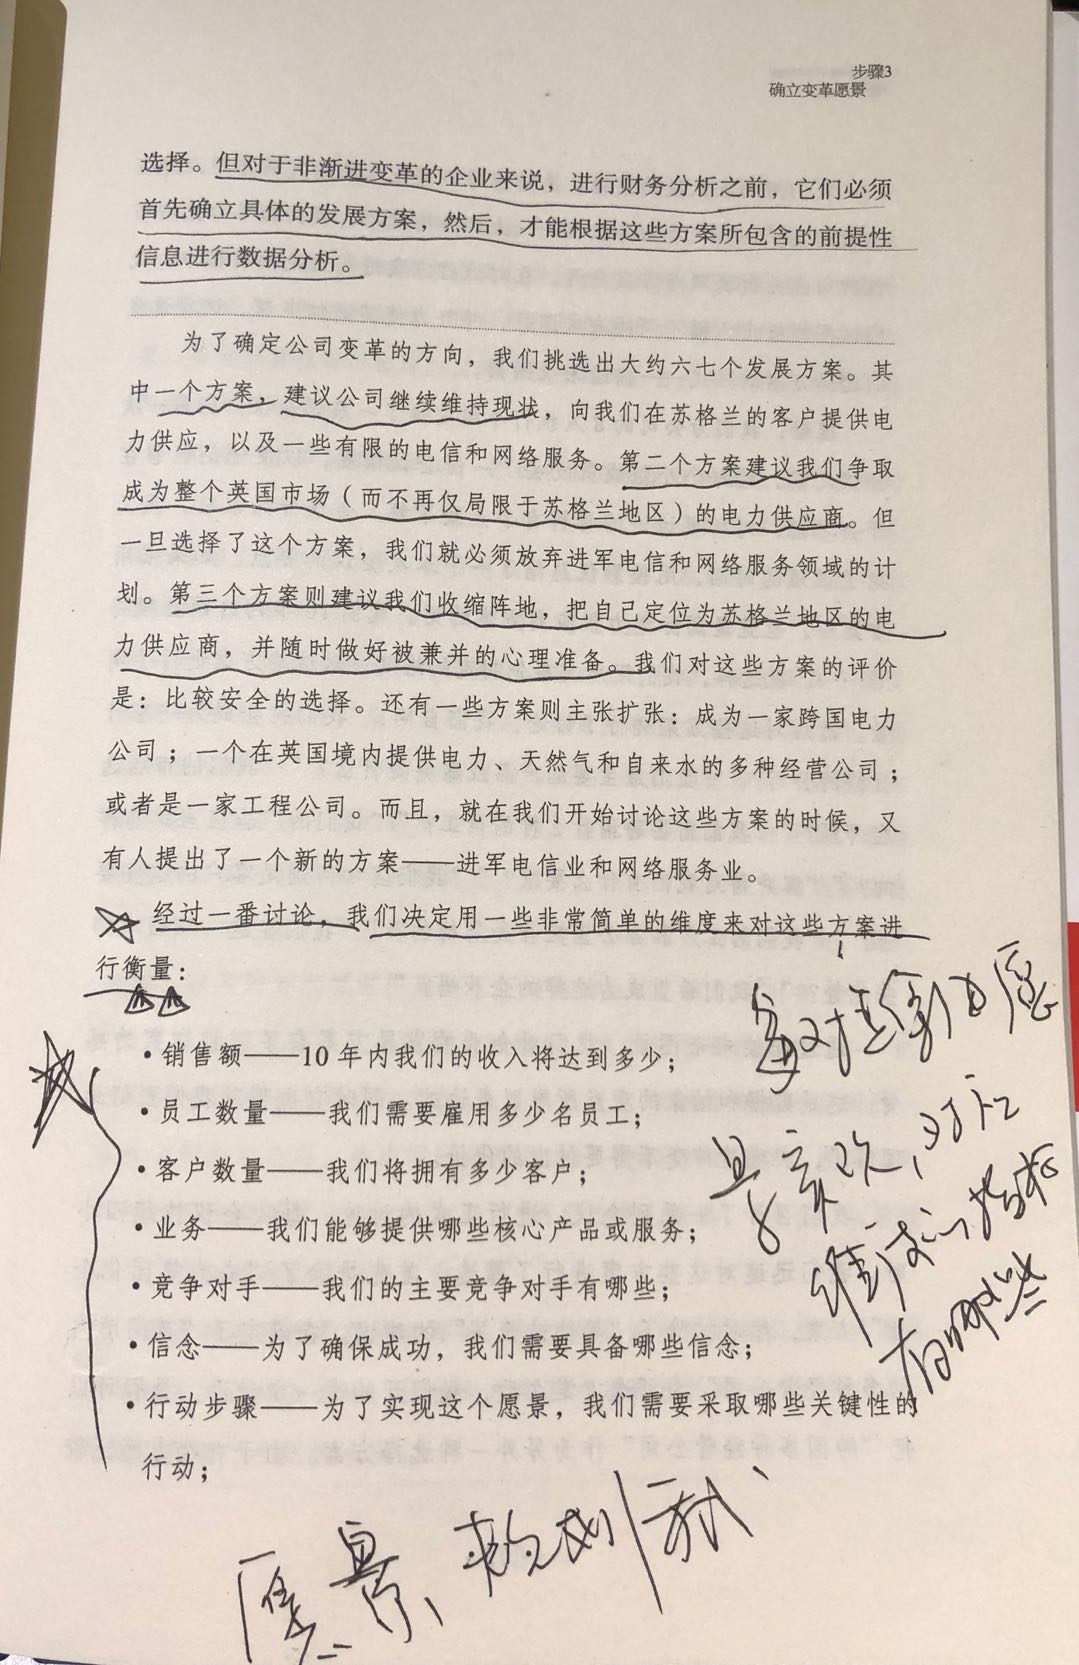 步骤3
确立变革愿景
选择。但对于非渐进变革的企业来说，进行财务分析之前，它们必须
首先确立具体的发展方案，然后，才能根据这些方案所包含的前提性
信息进行数据分析。
为了确定公司变革的方向，我们挑选出大约六七个发展方案。其
中一个方案，建议公司继续维持现状，向我们在苏格兰的客户提供电
力供应，以及一些有限的电信和网络服务。第二个方案建议我们争取
成为整个英国市场（而不再仅局限于苏格兰地区）的电力供应商。但
一旦选择了这个方案，我们就必须放弃进军电信和网络服务领域的计
划。第三个方案则建议我们收缩阵地，把自己定位为苏格兰地区的电
力供应商，并随时做好被兼并的心理准备。我们对这些方案的评价
是：比较安全的选择。还有一些方案则主张扩张：成为一家跨国电力
公司；一个在英国境内提供电力、天然气和自来水的多种经营公司；
或者是一家工程公司。而且，就在我们开始讨论这些方案的时候，又
有人提出了一个新的方案——进军电信业和网络服务业。
经过一番讨论，我们决定用一些非常简单的维度来对这些方案进
行衡量：
•销售额——10年内我们的收入将达到多少；
•员工数量——我们需要雇用多少名员工；
•客户数量——我们将拥有多少客户；
•业务——我们能够提供哪些核心产品或服务；
•竞争对手——我们的主要竞争对手有哪些；
•信念——为了确保成功，我们需要具备哪些信念；
•行动步骤——为了实现这个愿景，我们需要采取哪些关键性的
行动；
愿
景 对应
维度的指标
有哪些
愿景、规划